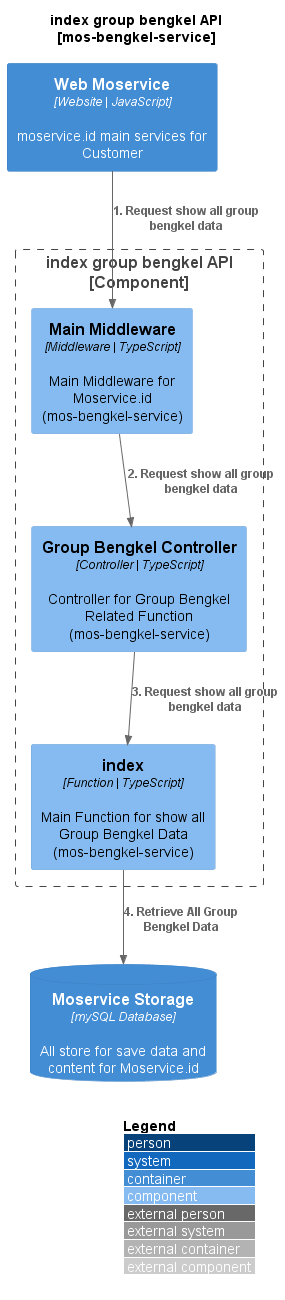 index group bengkel API
[mos-bengkel-service]
Web Moservice
[Website | JavaScript]
moservice.id main services for
Customer
1. Request show all group
bengkel data
index group bengkel API
[Component]
Main Middleware
[Middleware | TypeScript]
Main Middleware for
Moservice.id
(mos-bengkel-service)
2. Request show all group
bengkel data
Group Bengkel Controller
[Controller | TypeScript]
Controller for Group Bengkel
Related Function
(mos-bengkel-service)
3. Request show all group
bengkel data
index
[Function | TypeScript]
Main Function for show all
Group Bengkel Data
(mos-bengkel-service)
4. Retrieve All Group
Bengkel Data
Moservice Storage
[mySQL Database]
All store for save data and
content for Moservice.id
Legend
person
system
container
component
external person
external system
external container
external component